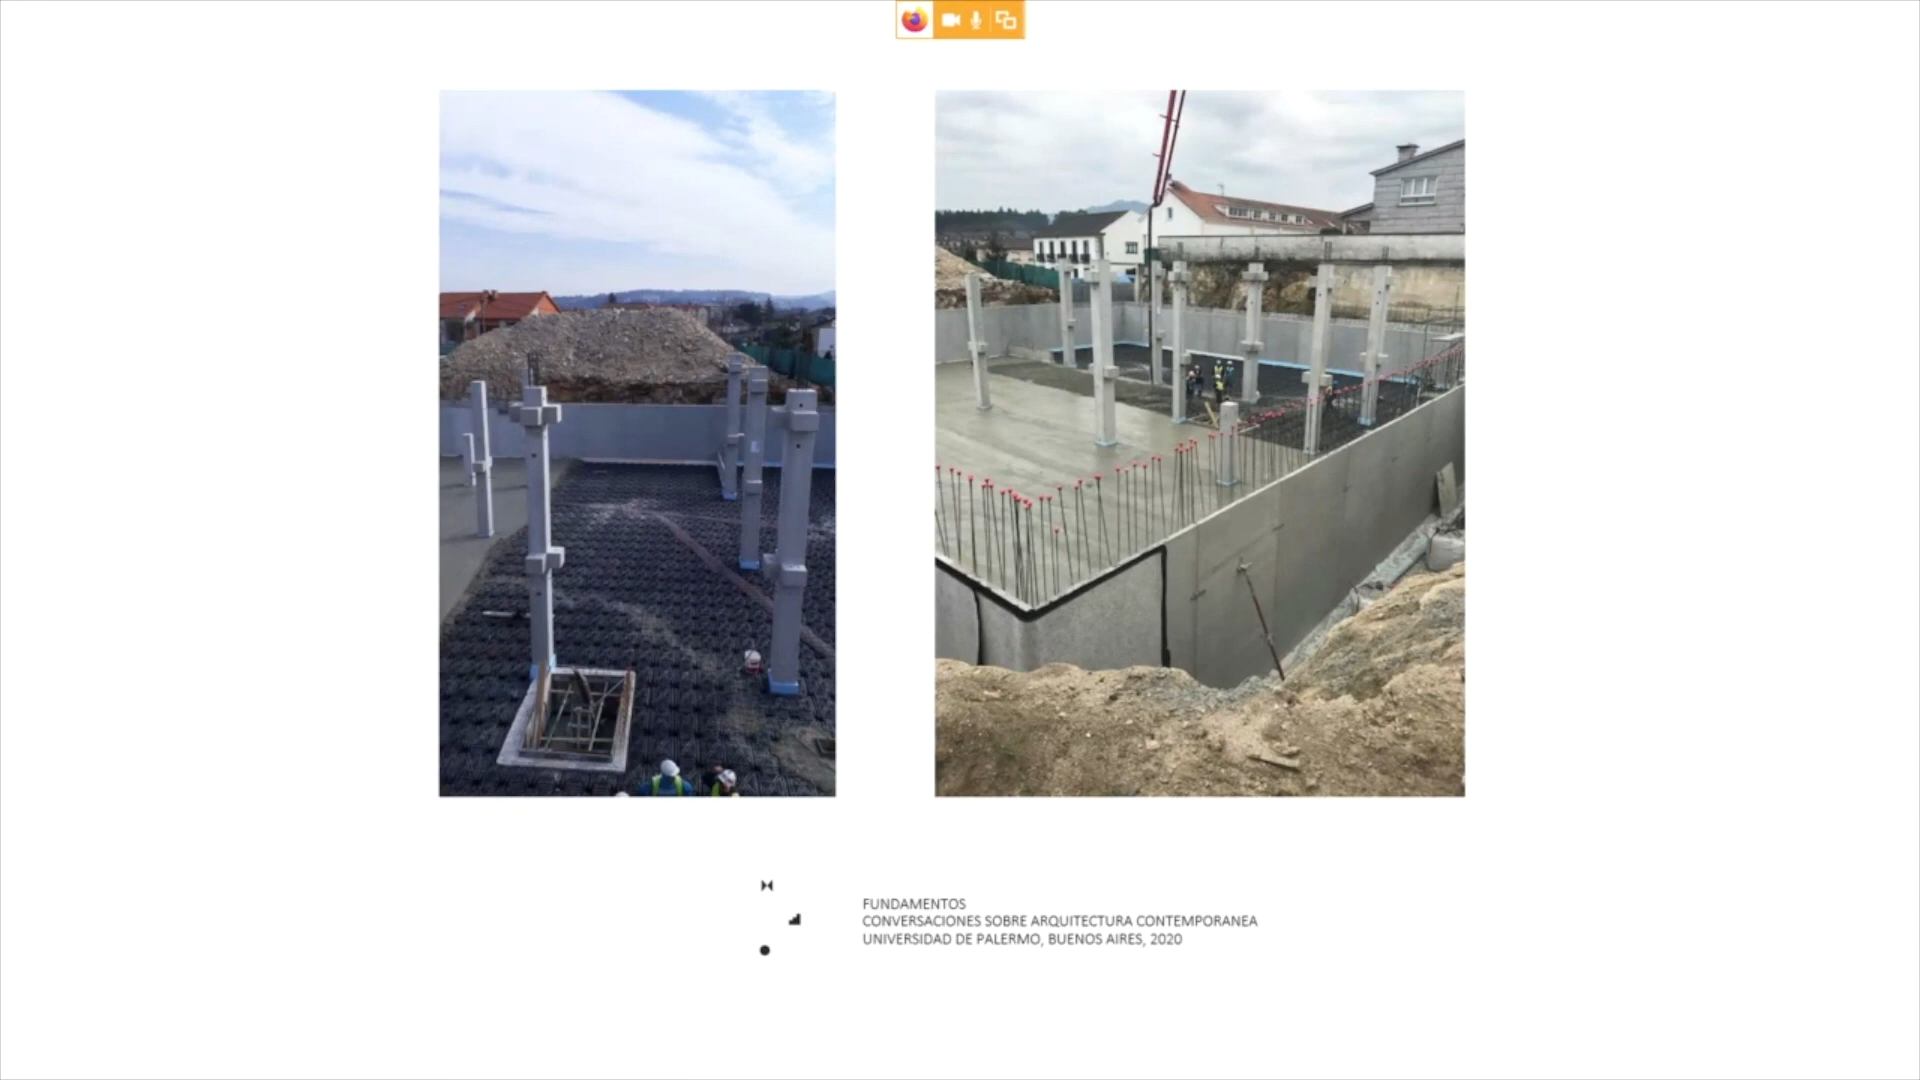 FUNDAMENTOS
CONVERSACIONES SOBRE ARQUITECTURA CONTEMPORANEA
UNIVERSIDAD DE PALERMO, BUENOS AIRES, 2020